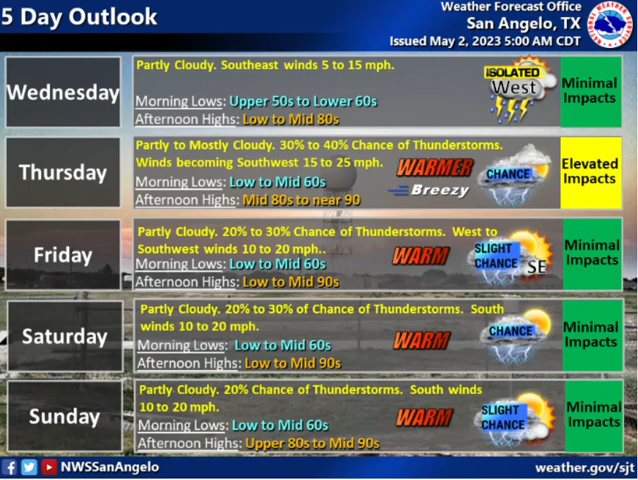 5 Day Outlook
Weather Forecast Office
San Angelo, TX
Issued May 2, 2023 5:00 AM CDT
Wednesday
Partly Cloudy. Southeast winds 5 to 15 mph.
Morning Lows: Upper 50s to Lower 60s
Afternoon Highs: Low to Mid 80s
ISOLATED
West
Minimal
Impacts
Thursday
Partly to Mostly Cloudy. 30% to 40% Chance of Thunderstorms.
Winds becoming Southwest 15 to 25 mph.
Morning Lows: Low to Mid 60s
Afternoon Highs: Mid 80s to near 90
WARMER
Breezy
CHANCE
Elevated
Impacts
Friday
Partly Cloudy. 20% to 30% Chance of Thunderstorms. West to
Southwest winds 10 to 20 mph..
Morning Lows: Low to Mid 60s
Afternoon Highs: Low to Mid 90s
WARM
SLIGHT
CHANCE
SE
Minimal
Impacts
Saturday
Partly Cloudy. 20% to 30% of Chance of Thunderstorms. South
winds 10 to 20 mph.
Morning Lows: Low to Mid 60s
Afternoon Highs: Low to Mid 90s
WARM
CHANCE
Minimal
Impacts
Sunday
Partly Cloudy. 20% Chance of Thunderstorms. South winds
10 to 20 mph.
Morning Lows: Low to Mid 60s
Afternoon Highs: Upper 80s to Mid 90s
WARM
SLIGHT
CHANCE
Minimal
Impacts
NWSSanAngelo
weather.gov/sjt